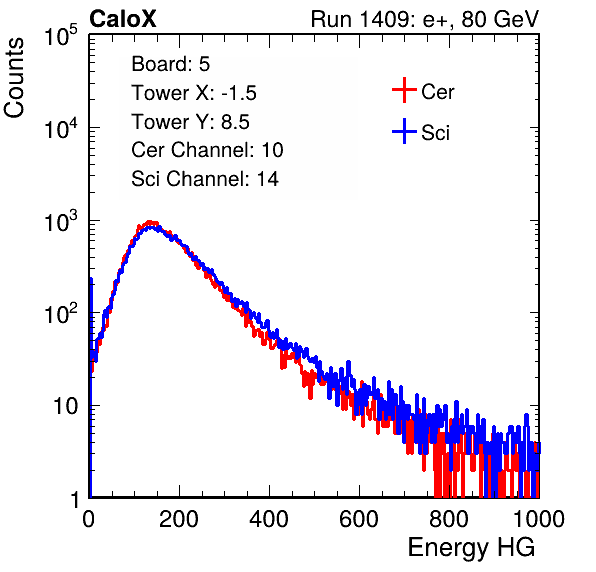 CaloX Run 1409: e+, 80 GeV
Counts
10^5
10^4
10^3
10^2
10
1
Board: 5
Tower X: -1.5
Tower Y: 8.5
Cer Channel: 10
Sci Channel: 14
Cer
Sci
0 200 400 600 800 1000
Energy HG